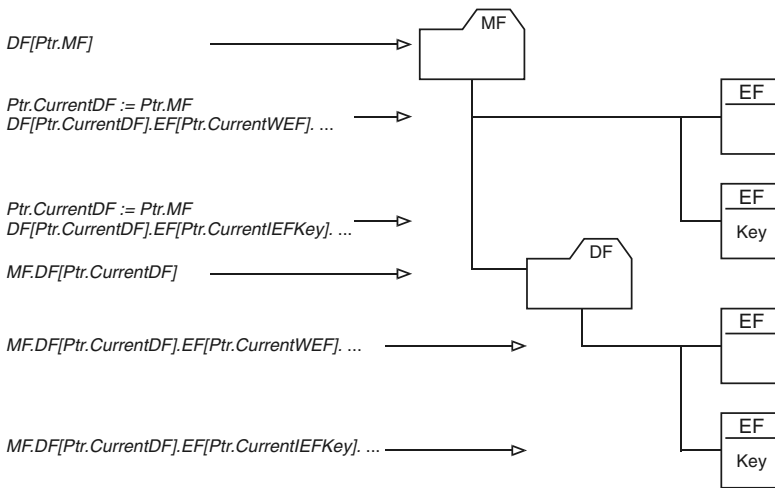 MF
DF[Ptr.MF]
EF
Ptr.CurrentDF := Ptr.MF
DF[Ptr.CurrentDF].EF[Ptr.CurrentWEF]. ...
EF
Key
Ptr.CurrentDF := Ptr.MF
DF[Ptr.CurrentDF].EF[Ptr.CurrentIEFKey]. ...
DF
MF.DF[Ptr.CurrentDF]
EF
MF.DF[Ptr.CurrentDF].EF[Ptr.CurrentWEF]. ...
EF
Key
MF.DF[Ptr.CurrentDF].EF[Ptr.CurrentIEFKey]. ...